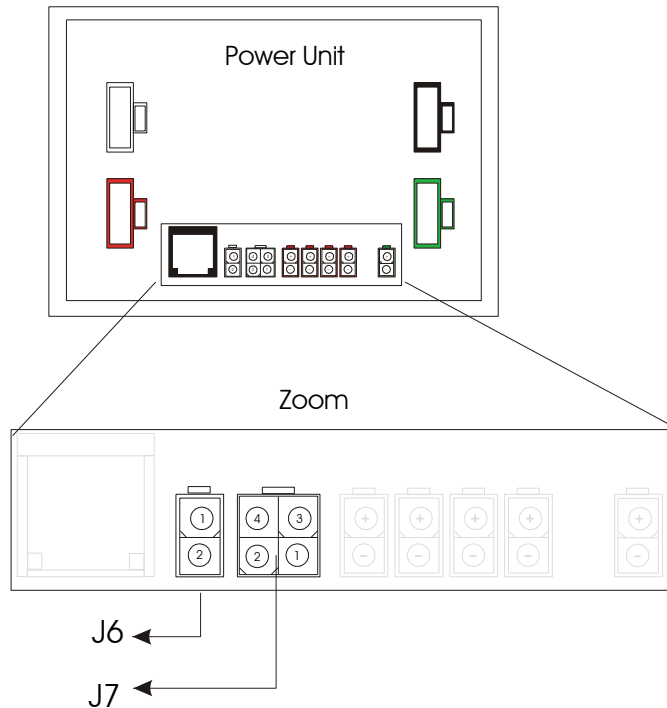 Power Unit
Zoom
1 4 3 + + + + +
2 2 1 - - - - -
J6
J7